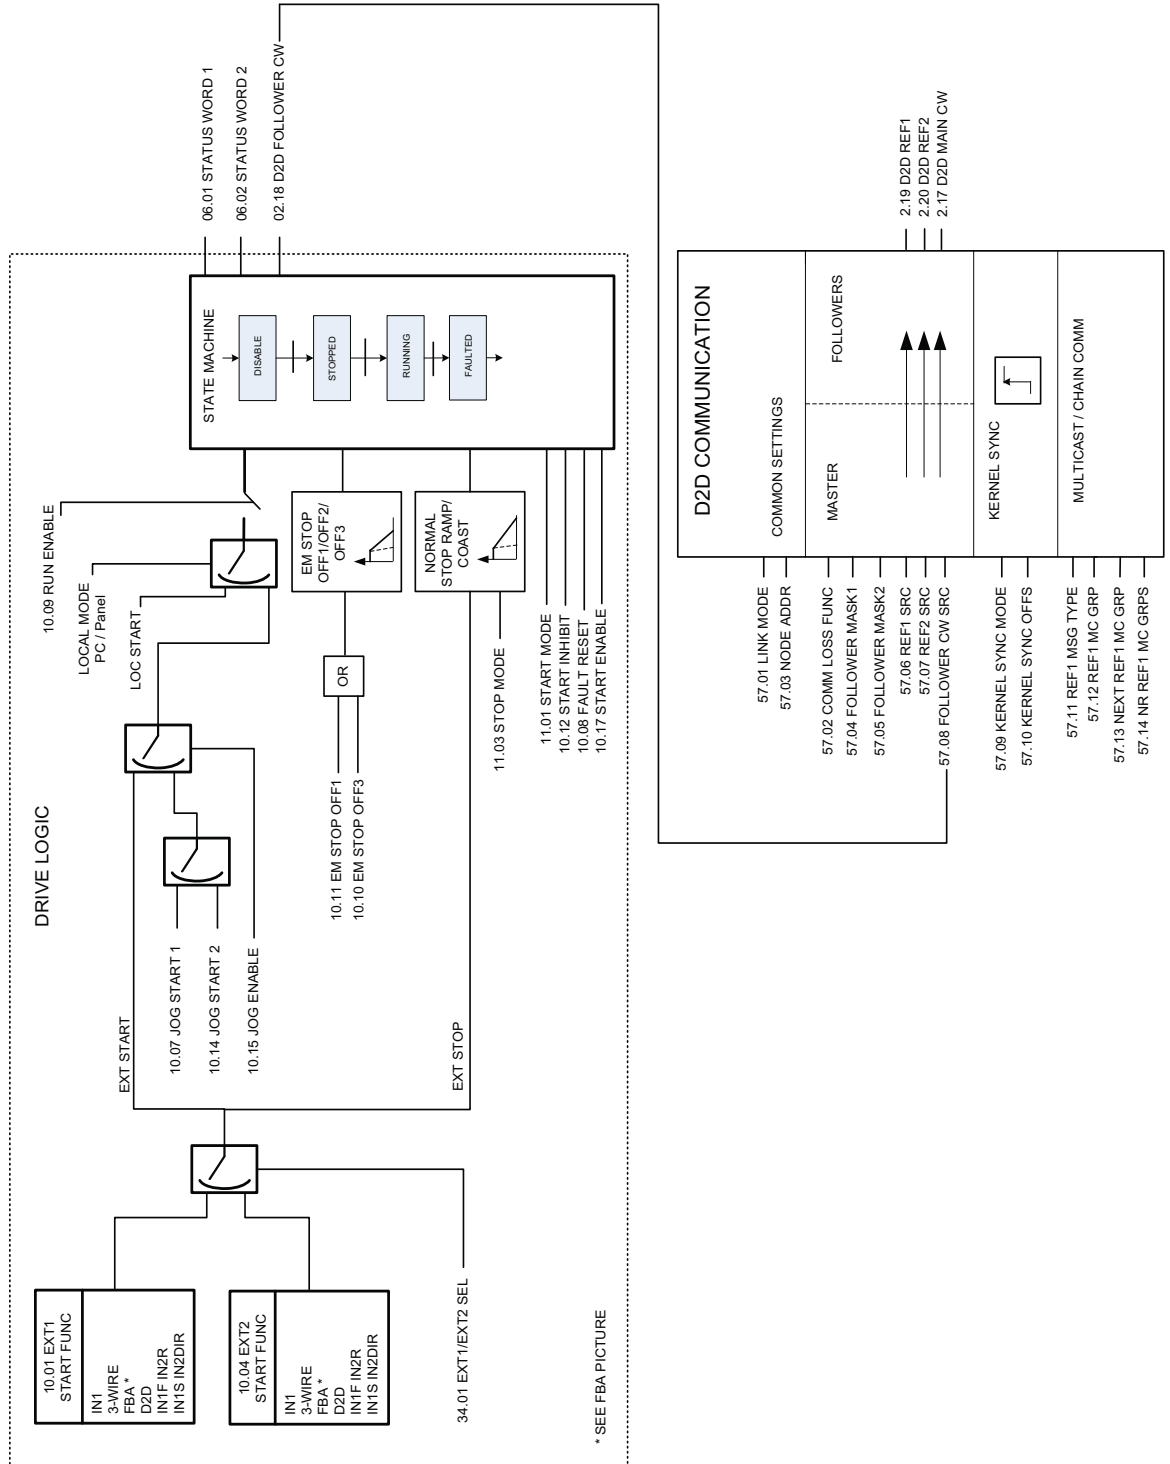 DRIVE LOGIC
10.01 EXT1
START FUNC
IN1
3-WIRE
FBA *
D2D
IN1F IN2R
IN1S IN2DIR
10.04 EXT2
START FUNC
IN1
3-WIRE
FBA *
D2D
IN1F IN2R
IN1S IN2DIR
34.01 EXT1/EXT2 SEL
* SEE FBA PICTURE
EXT START
10.07 JOG START 1
10.14 JOG START 2
10.15 JOG ENABLE
EXT STOP
10.09 RUN ENABLE
LOCAL MODE
PC / Panel
LOC START
10.11 EM STOP OFF1
10.10 EM STOP OFF3
OR
EM STOP
OFF1/OFF2/
OFF3
NORMAL
STOP RAMP/
COAST
11.03 STOP MODE
11.01 START MODE
10.12 START INHIBIT
10.08 FAULT RESET
10.17 START ENABLE
STATE MACHINE
DISABLE
STOPPED
RUNNING
FAULTED
06.01 STATUS WORD 1
06.02 STATUS WORD 2
02.18 D2D FOLLOWER CW
D2D COMMUNICATION
COMMON SETTINGS
57.01 LINK MODE
57.03 NODE ADDR
MASTER
FOLLOWERS
57.02 COMM LOSS FUNC
57.04 FOLLOWER MASK1
57.05 FOLLOWER MASK2
57.06 REF1 SRC
57.07 REF2 SRC
57.08 FOLLOWER CW SRC
2.19 D2D REF1
2.20 D2D REF2
2.17 D2D MAIN CW
KERNEL SYNC
57.09 KERNEL SYNC MODE
57.10 KERNEL SYNC OFFS
MULTICAST / CHAIN COMM
57.11 REF1 MSG TYPE
57.12 REF1 MC GRP
57.13 NEXT REF1 MC GRP
57.14 NR REF1 MC GRPS